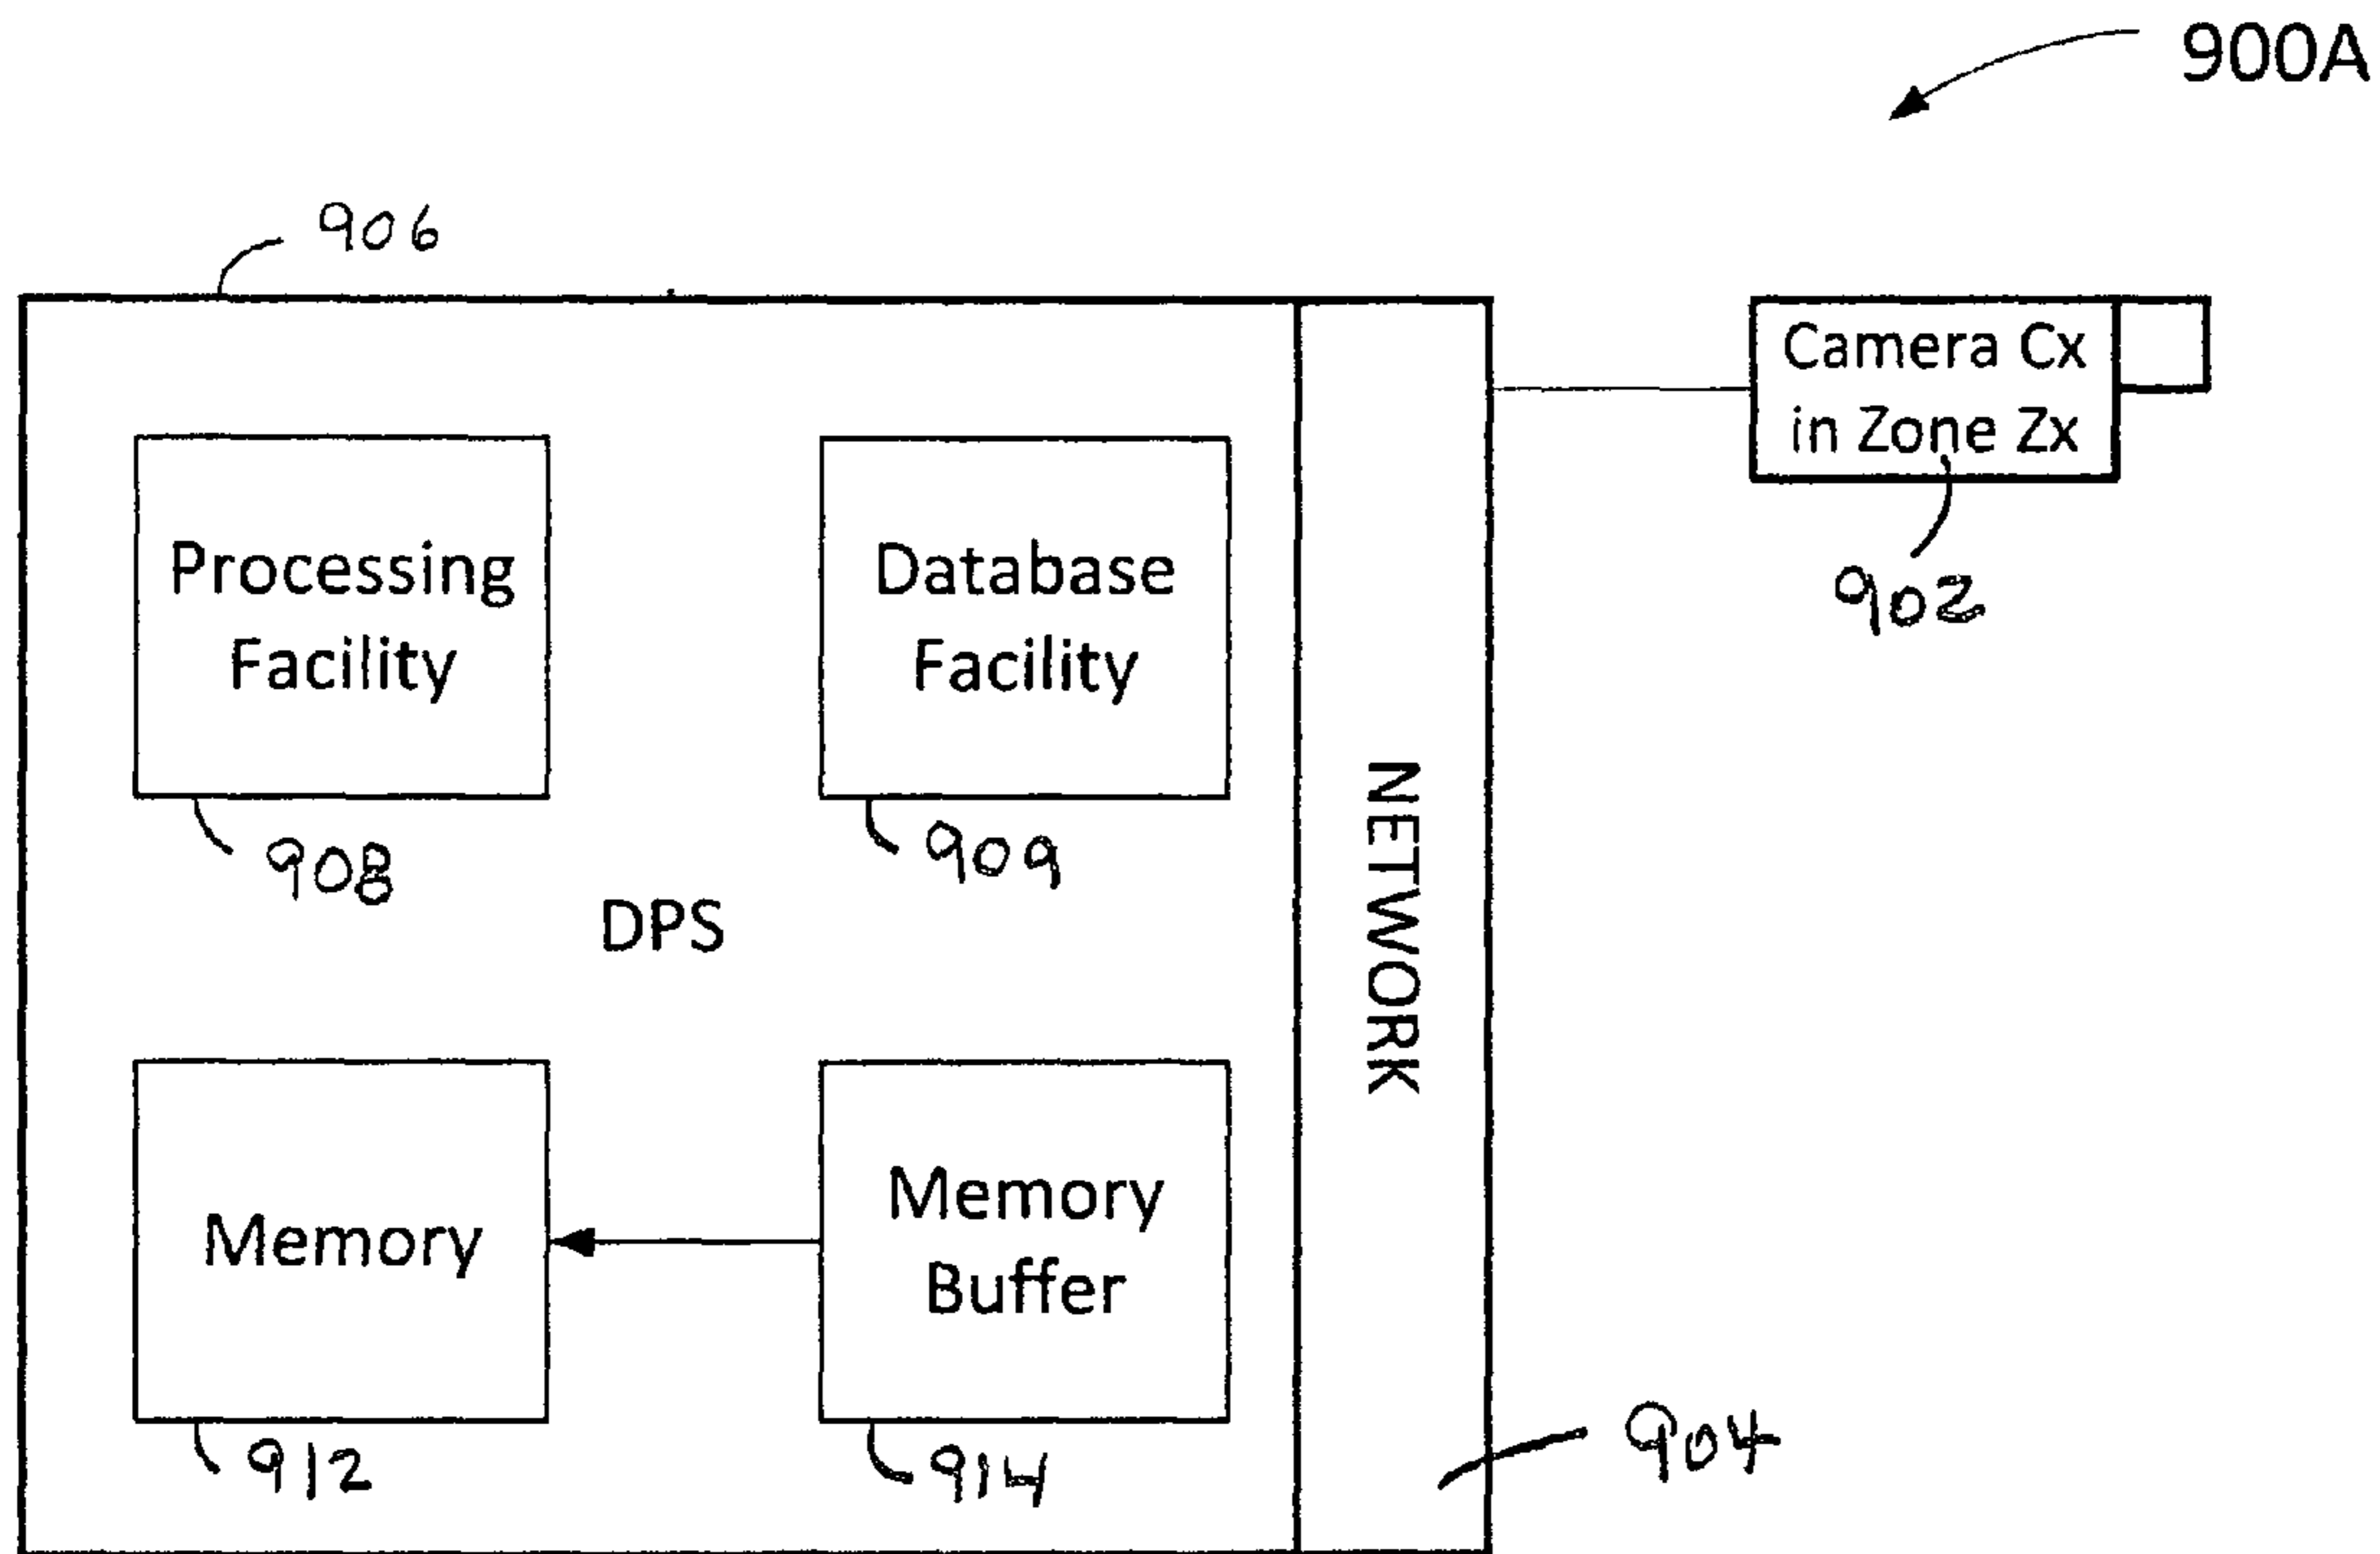 900A
906
Camera Cx
in Zone Zx
902
Processing
Facility
908
Database
Facility
909
DPS
NETWORK
Memory
912
Memory
Buffer
914
904